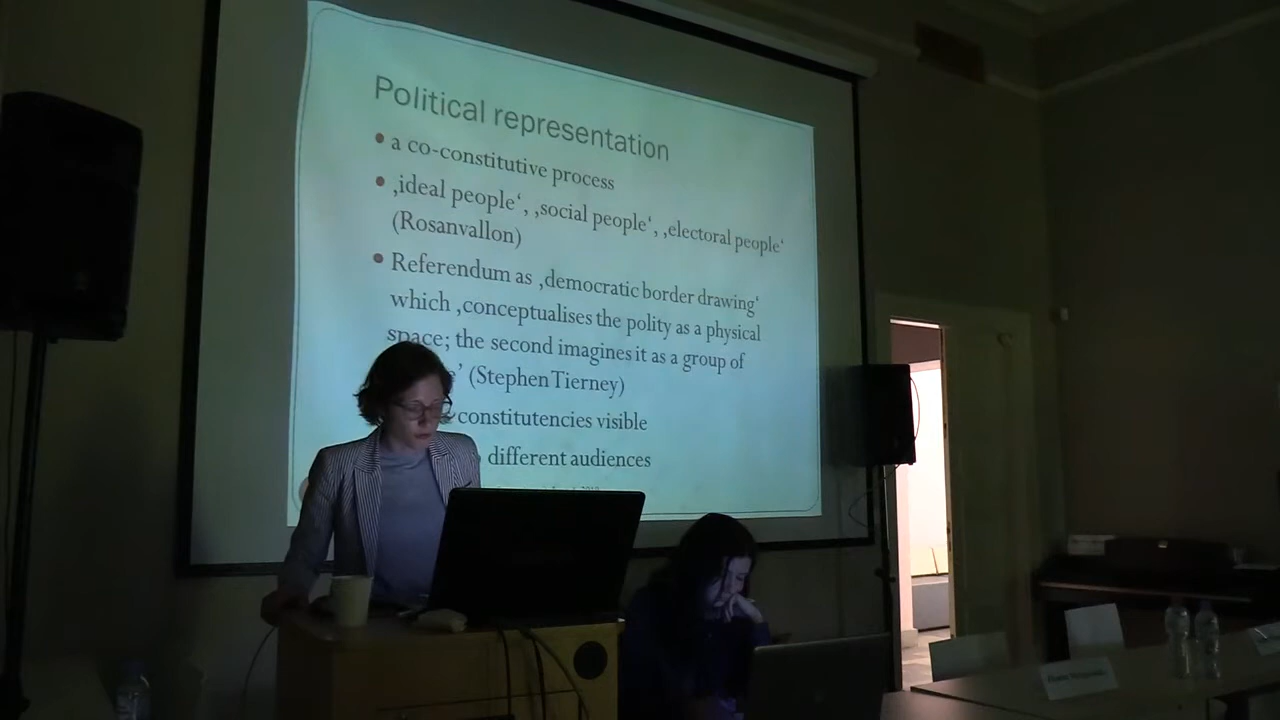 Political representation
• a co-constitutive process
• ‚ideal people‘, ‚social people‘, ‚electoral people‘
(Rosanvallon)
• Referendum as ‚democratic border drawing‘
which ‚conceptualises the polity as a physical
space; the second imagines it as a group of
’ (Stephen Tierney)
constitutencies visible
different audiences